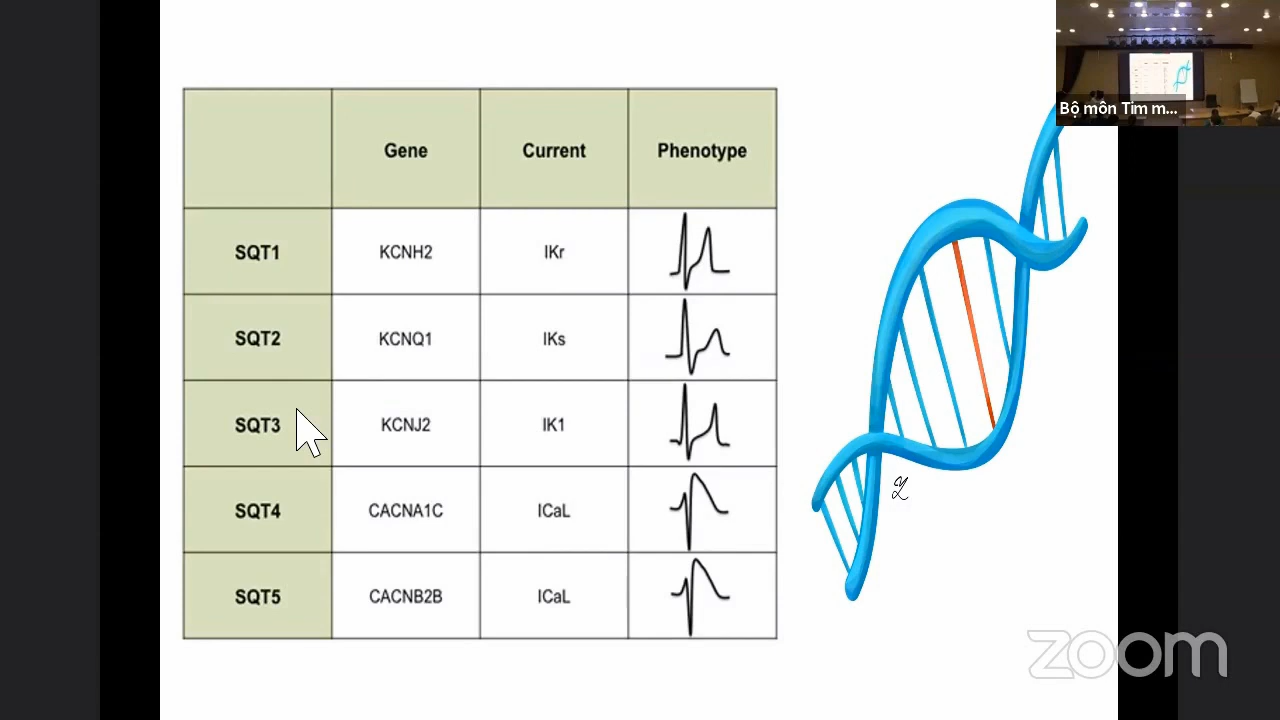 Bộ môn Tim m...
Gene Current Phenotype
SQT1 KCNH2 IKr
SQT2 KCNQ1 IKs
SQT3 KCNJ2 IK1
SQT4 CACNA1C ICaL
SQT5 CACNB2B ICaL
zoom